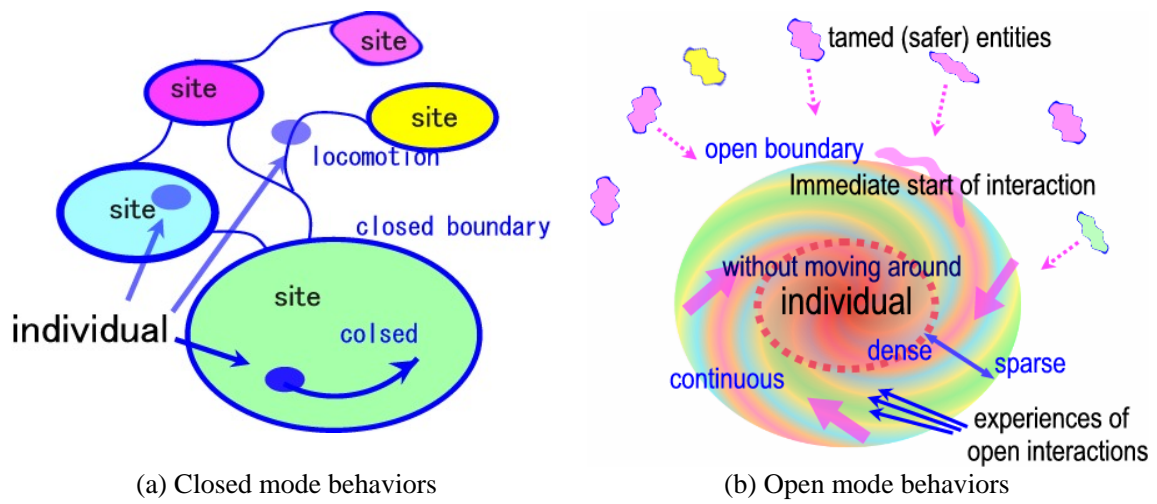 site
site
site
locomotion
site
closed boundary
site
individual
colsed
(a) Closed mode behaviors
tamed (safer) entities
open boundary
Immediate start of interaction
without moving around
individual
dense
sparse
continuous
experiences of
open interactions
(b) Open mode behaviors